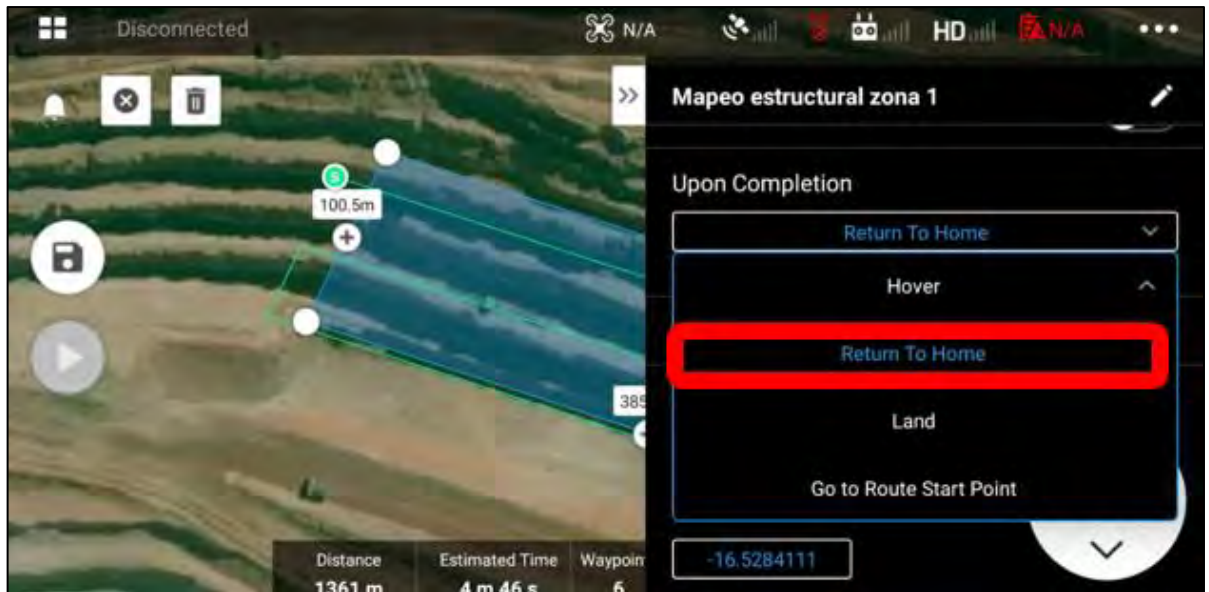 Disconnected
N/A
HD
N/A
Mapeo estructural zona 1
Upon Completion
Return To Home
Hover
Return To Home
Land
Go to Route Start Point
-16.5284111
S
100.5m
385
Distance
Estimated Time
Waypoin
1361 m
4 m 46 s
6